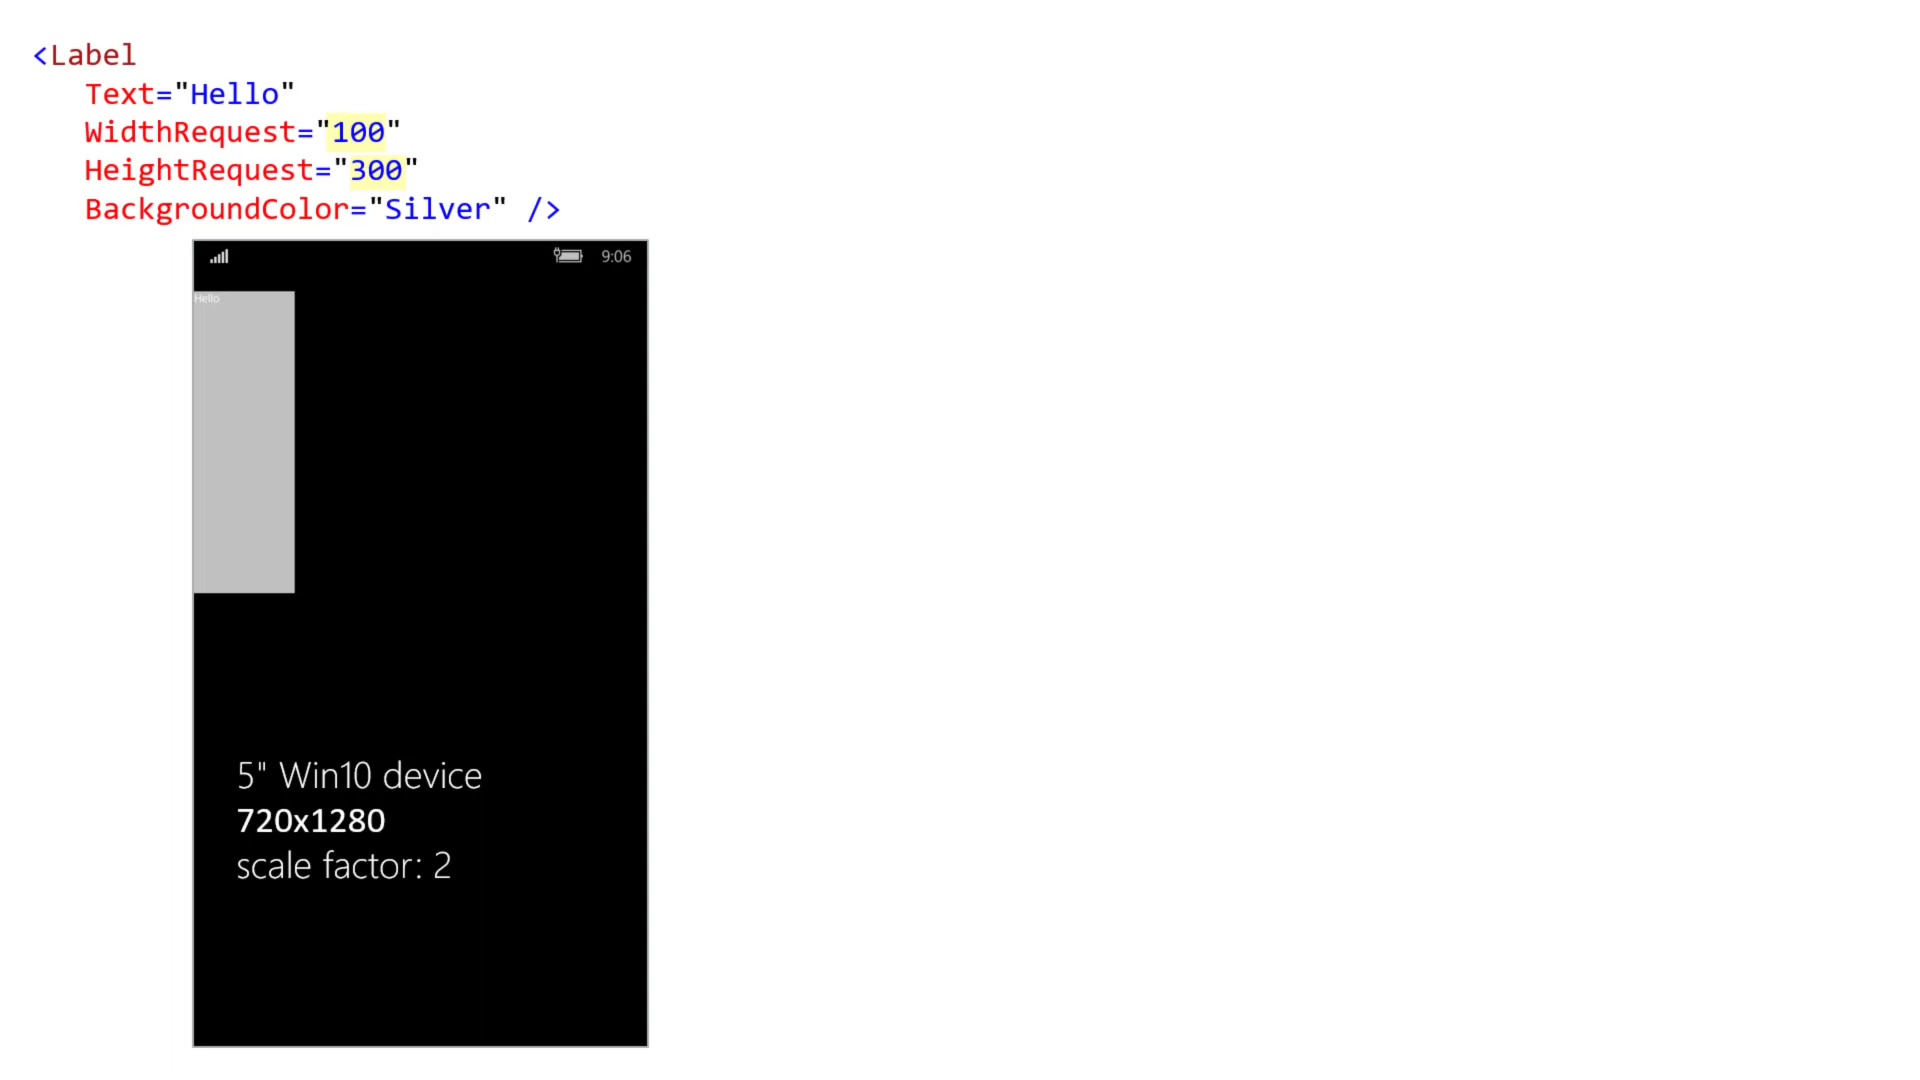 <Label
Text="Hello"
WidthRequest="100"
HeightRequest="300"
BackgroundColor="Silver" />
9:06
Hello
5" Win10 device
720x1280
scale factor: 2